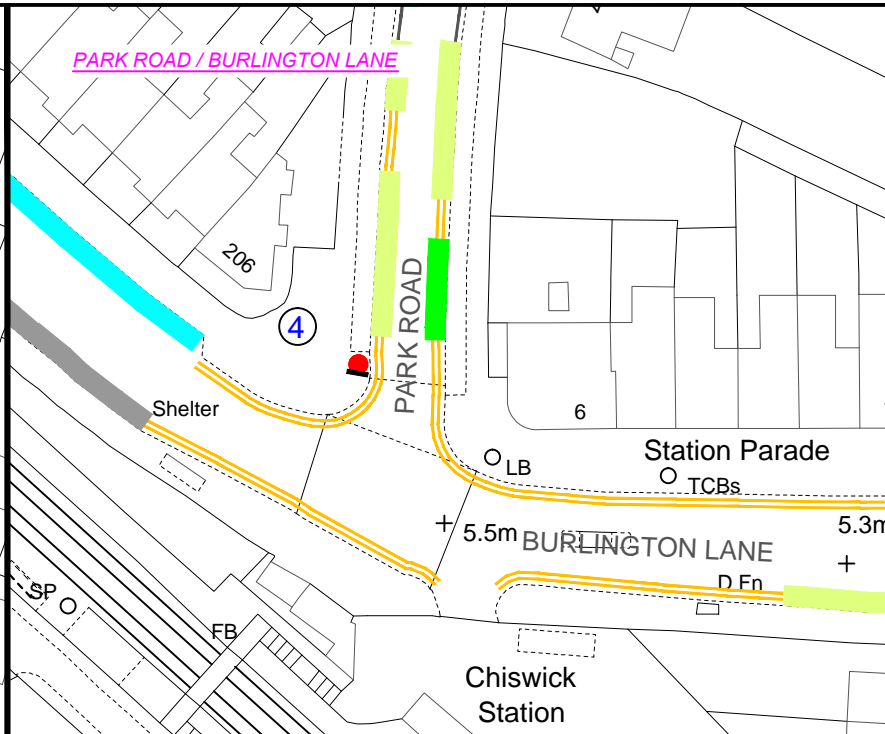 PARK ROAD / BURLINGTON LANE
206
4
PARK ROAD
Shelter
6
Station Parade
LB
TCBs
5.5m
BURLINGTON LANE
5.3m
D Fn
SP
FB
Chiswick
Station